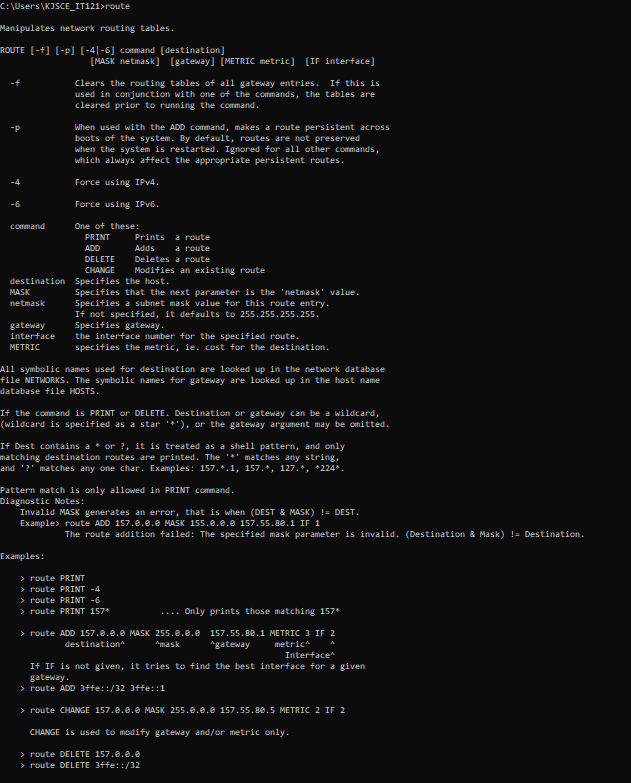 C:\Users\KJSCE_IT121>route

Manipulates network routing tables.

ROUTE [-f] [-p] [-4|-6] command [destination]
                  [MASK netmask]  [gateway] [METRIC metric]  [IF interface]

  -f           Clears the routing tables of all gateway entries.  If this is
               used in conjunction with one of the commands, the tables are
               cleared prior to running the command.

  -p           When used with the ADD command, makes a route persistent across
               boots of the system. By default, routes are not preserved
               when the system is restarted. Ignored for all other commands,
               which always affect the appropriate persistent routes.

  -4           Force using IPv4.

  -6           Force using IPv6.

  command      One of these:
                 PRINT     Prints  a route
                 ADD       Adds    a route
                 DELETE    Deletes a route
                 CHANGE    Modifies an existing route
  destination  Specifies the host.
  MASK         Specifies that the next parameter is the 'netmask' value.
  netmask      Specifies a subnet mask value for this route entry.
               If not specified, it defaults to 255.255.255.255.
  gateway      Specifies gateway.
  interface    the interface number for the specified route.
  METRIC       specifies the metric, ie. cost for the destination.

All symbolic names used for destination are looked up in the network database
file NETWORKS. The symbolic names for gateway are looked up in the host name
database file HOSTS.

If the command is PRINT or DELETE. Destination or gateway can be a wildcard,
(wildcard is specified as a star '*'), or the gateway argument may be omitted.

If Dest contains a * or ?, it is treated as a shell pattern, and only
matching destination routes are printed. The '*' matches any string,
and '?' matches any one char. Examples: 157.*.1, 157.*, 127.*, *224*.

Pattern match is only allowed in PRINT command.
Diagnostic Notes:
    Invalid MASK generates an error, that is when (DEST & MASK) != DEST.
    Example> route ADD 157.0.0.0 MASK 155.0.0.0 157.55.80.1 IF 1
             The route addition failed: The specified mask parameter is invalid. (Destination & Mask) != Destination.

Examples:

    > route PRINT
    > route PRINT -4
    > route PRINT -6
    > route PRINT 157*          .... Only prints those matching 157*

    > route ADD 157.0.0.0 MASK 255.0.0.0  157.55.80.1 METRIC 3 IF 2
             destination^      ^mask      ^gateway     metric^    ^
                                                         Interface^
      If IF is not given, it tries to find the best interface for a given
      gateway.
    > route ADD 3ffe::/32 3ffe::1

    > route CHANGE 157.0.0.0 MASK 255.0.0.0 157.55.80.5 METRIC 2 IF 2

      CHANGE is used to modify gateway and/or metric only.

    > route DELETE 157.0.0.0
    > route DELETE 3ffe::/32